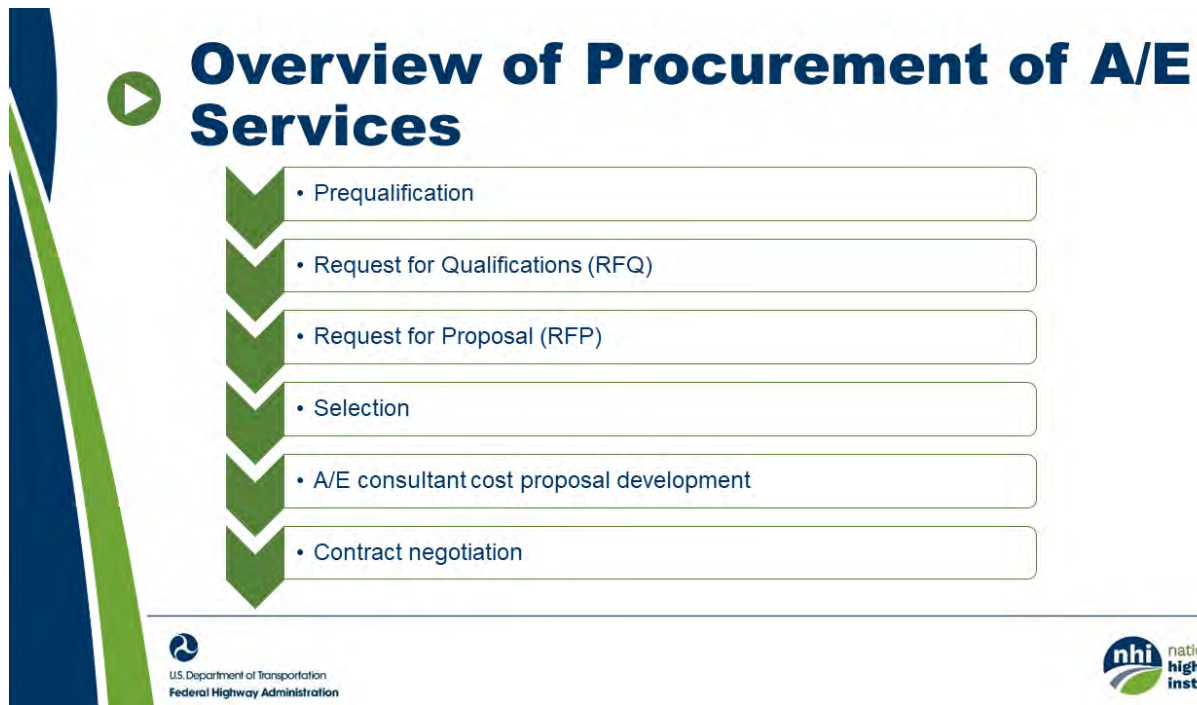 Overview of Procurement of A/E
Services
• Prequalification
• Request for Qualifications (RFQ)
• Request for Proposal (RFP)
• Selection
• A/E consultant cost proposal development
• Contract negotiation
U.S. Department of Transportation
Federal Highway Administration
nhi